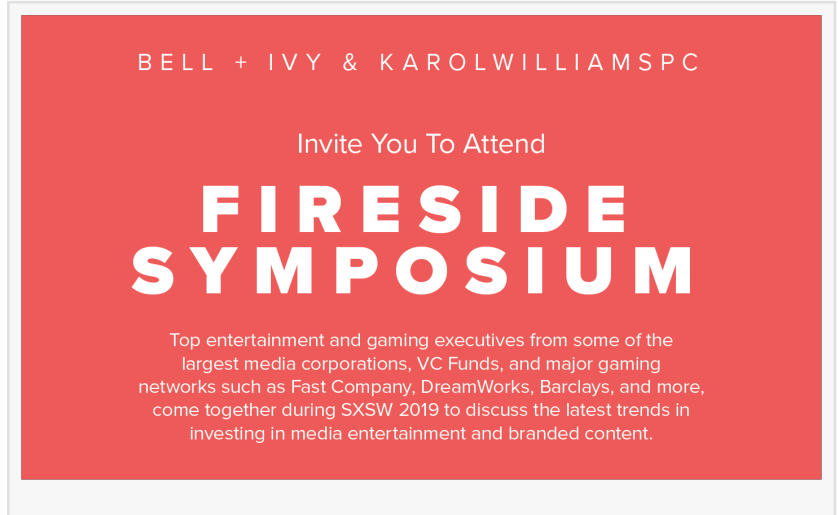 BELL + IVY & KAROLWILLIAMSPC
Invite You To Attend
FIRESIDE
SYMPOSIUM
Top entertainment and gaming executives from some of the
largest media corporations, VC Funds, and major gaming
networks such as Fast Company, DreamWorks, Barclays, and more,
come together during SXSW 2019 to discuss the latest trends in
investing in media entertainment and branded content.